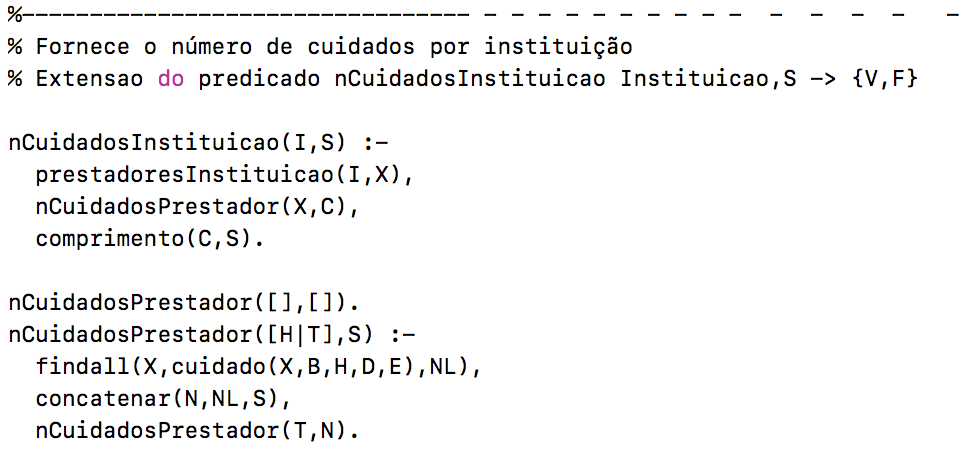 %––––––––––––––––––––––––––––––––– - - - - - - - - - - - - - - - - - - - -
% Fornece o número de cuidados por instituição
% Extensao do predicado nCuidadosInstituicao Instituicao,S -> {V,F}
nCuidadosInstituicao(I,S) :-
prestadoresInstituicao(I,X),
nCuidadosPrestador(X,C),
comprimento(C,S).
nCuidadosPrestador([],[]).
nCuidadosPrestador([H|T],S) :-
findall(X,cuidado(X,B,H,D,E),NL),
concatenar(N,NL,S),
nCuidadosPrestador(T,N).